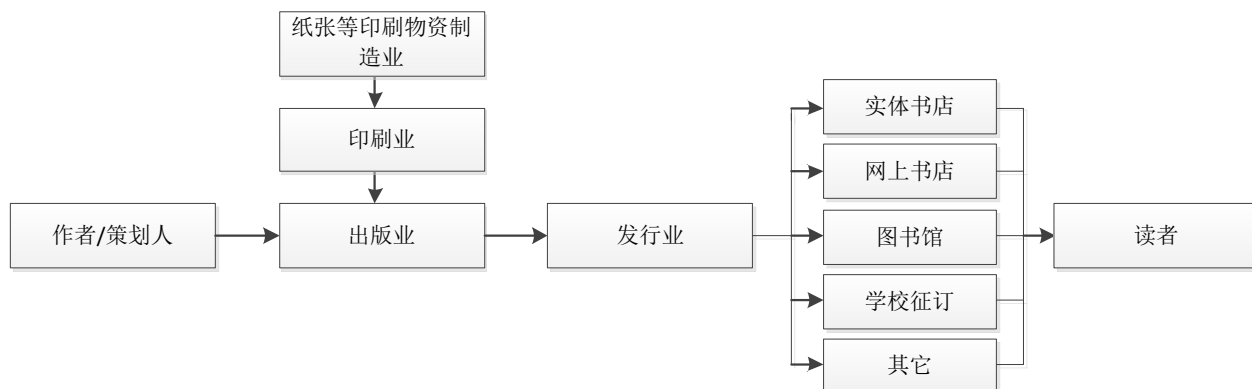 纸张等印刷物资制
造业
印刷业
作者/策划人
出版业
发行业
实体书店
网上书店
图书馆
学校征订
其它
读者